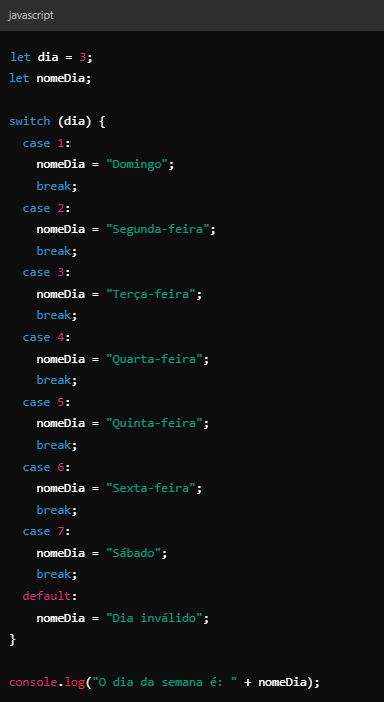 javascript
let dia = 3;
let nomeDia;
switch (dia) {
  case 1:
    nomeDia = "Domingo";
    break;
  case 2:
    nomeDia = "Segunda-feira";
    break;
  case 3:
    nomeDia = "Terça-feira";
    break;
  case 4:
    nomeDia = "Quarta-feira";
    break;
  case 5:
    nomeDia = "Quinta-feira";
    break;
  case 6:
    nomeDia = "Sexta-feira";
    break;
  case 7:
    nomeDia = "Sábado";
    break;
  default:
    nomeDia = "Dia inválido";
}
console.log("O dia da semana é: " + nomeDia);